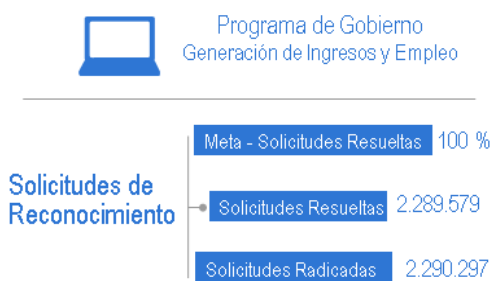 Programa de Gobierno
Generación de Ingresos y Empleo
Meta - Solicitudes Resueltas 100 %
Solicitudes de
Reconocimiento
Solicitudes Resueltas 2.289.579
Solicitudes Radicadas 2.290.297